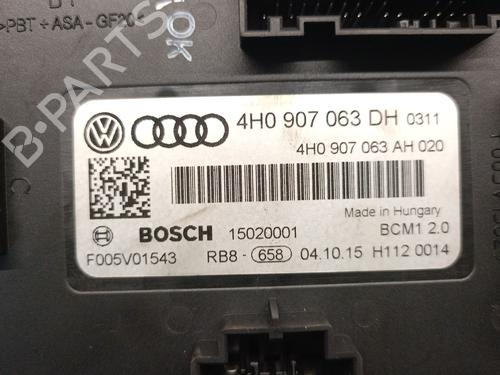 >PBT+ASA-GF20<
IOK
4H0 907 063 DH 0311
4H0 907 063 AH 020
Made in Hungary
BOSCH 15020001 BCM1 2.0
F005V01543 RB8- 658 04.10.15 H112 0014
C
B-Parts